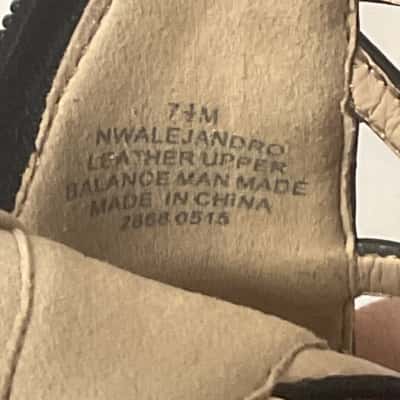 7½M
NWALEJANDRO
LEATHER UPPER
BALANCE MAN MADE
MADE IN CHINA
2868 0515